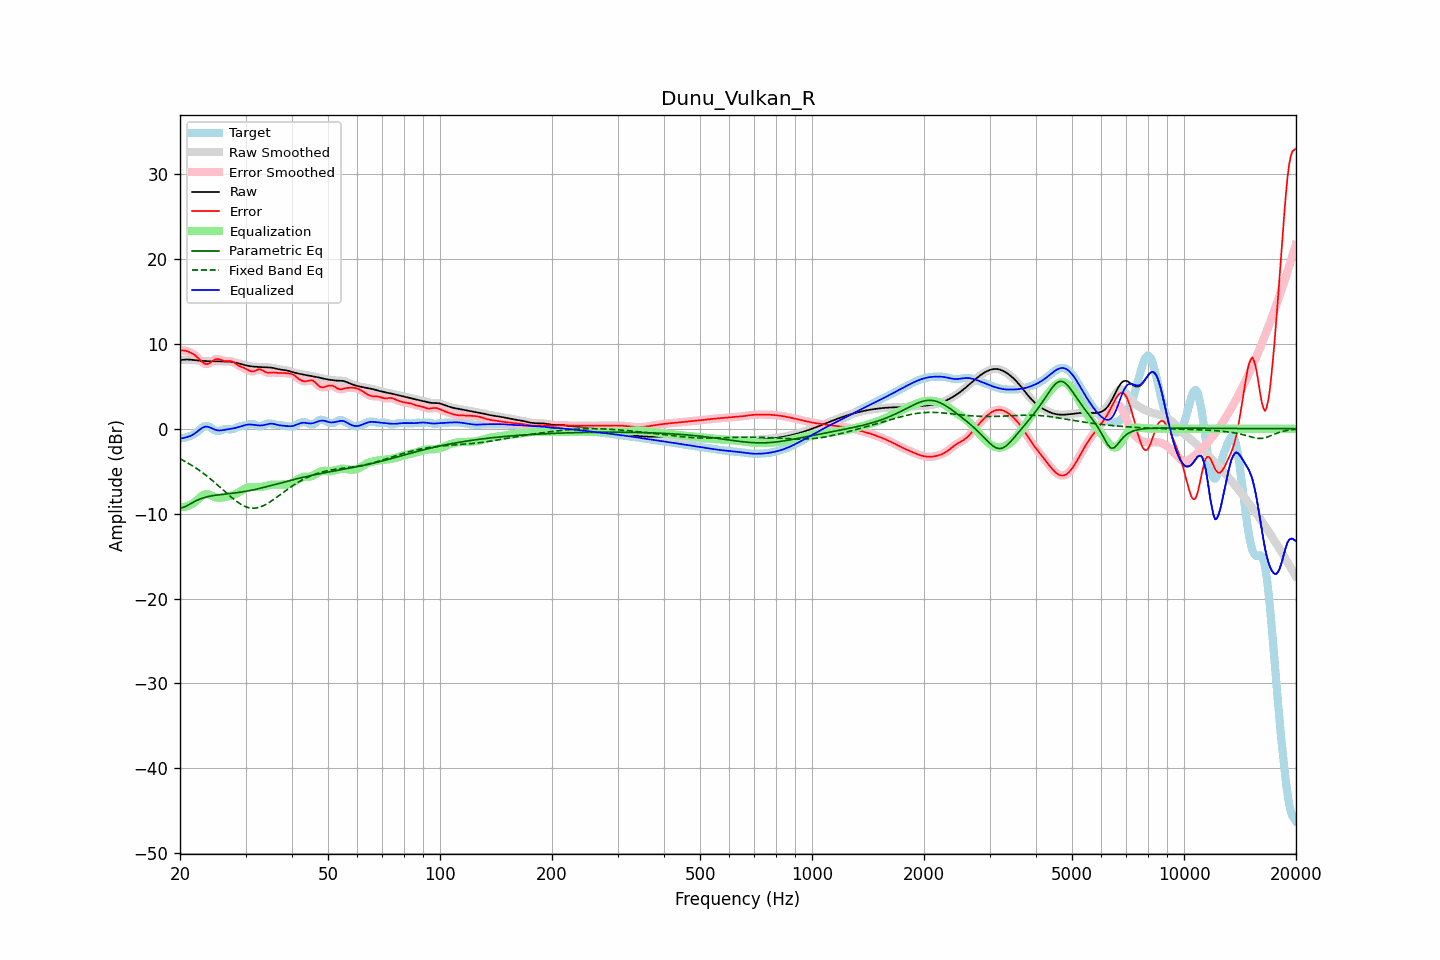 Dunu_Vulkan_R
Target
Raw Smoothed
Error Smoothed
Raw
Error
Equalization
Parametric Eq
Fixed Band Eq
Equalized
30
20
10
0
−10
−20
−30
−40
−50
Amplitude (dBr)
20 50 100 200 500 1000 2000 5000 10000 20000
Frequency (Hz)